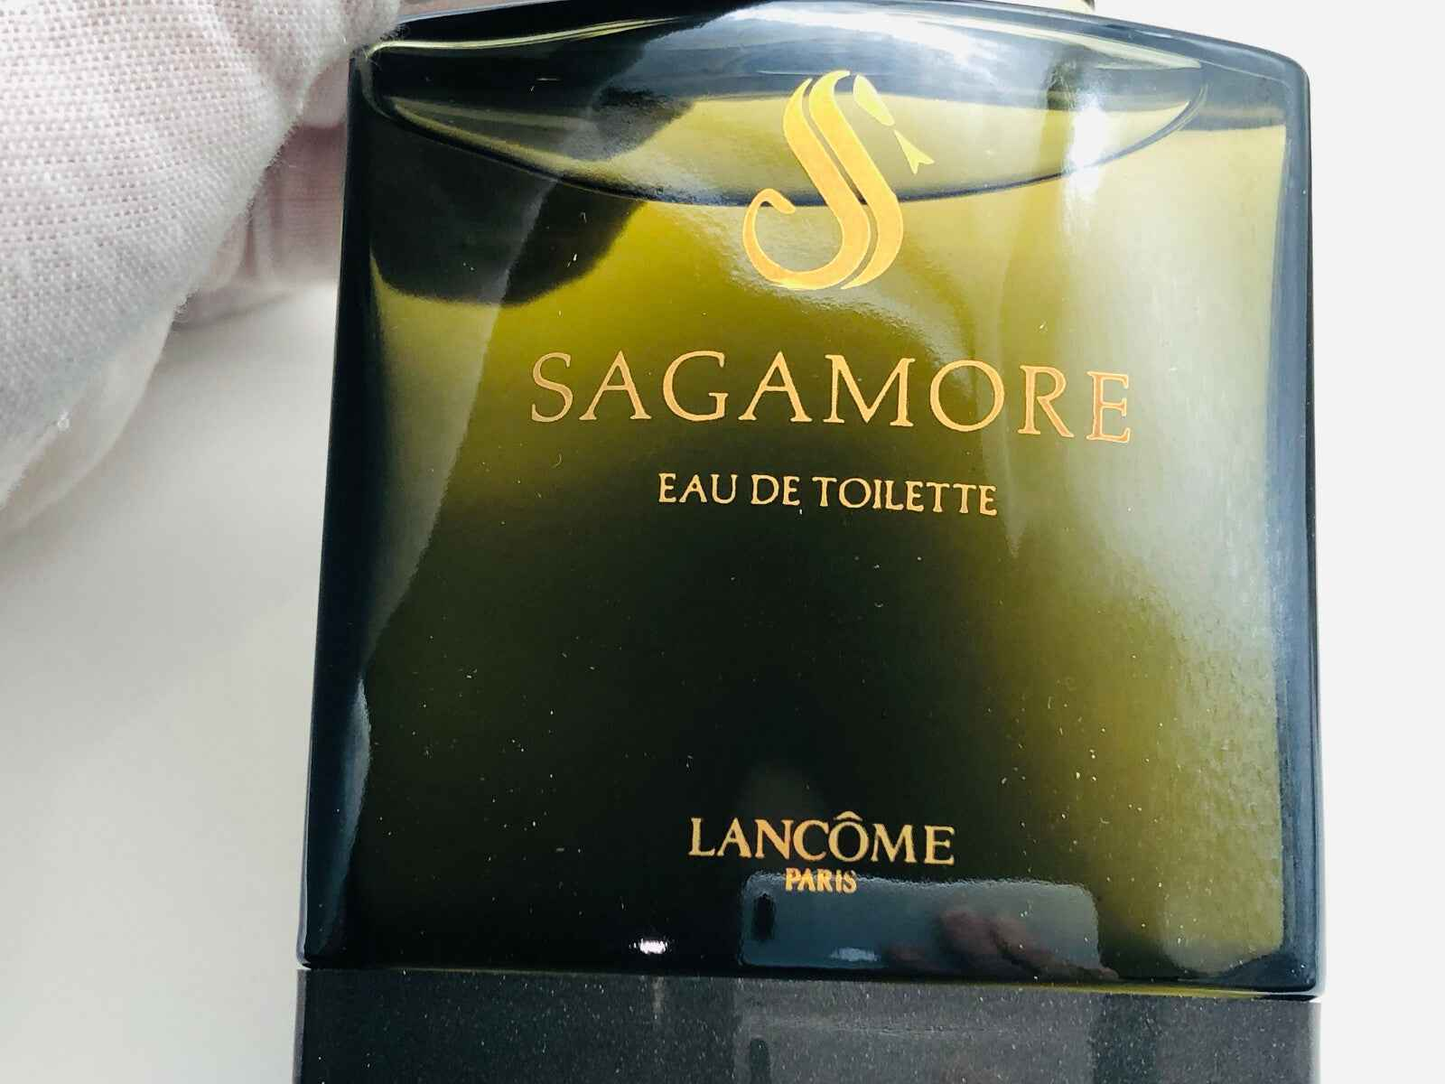 S
SAGAMORE
EAU DE TOILETTE
LANCÔME
PARIS